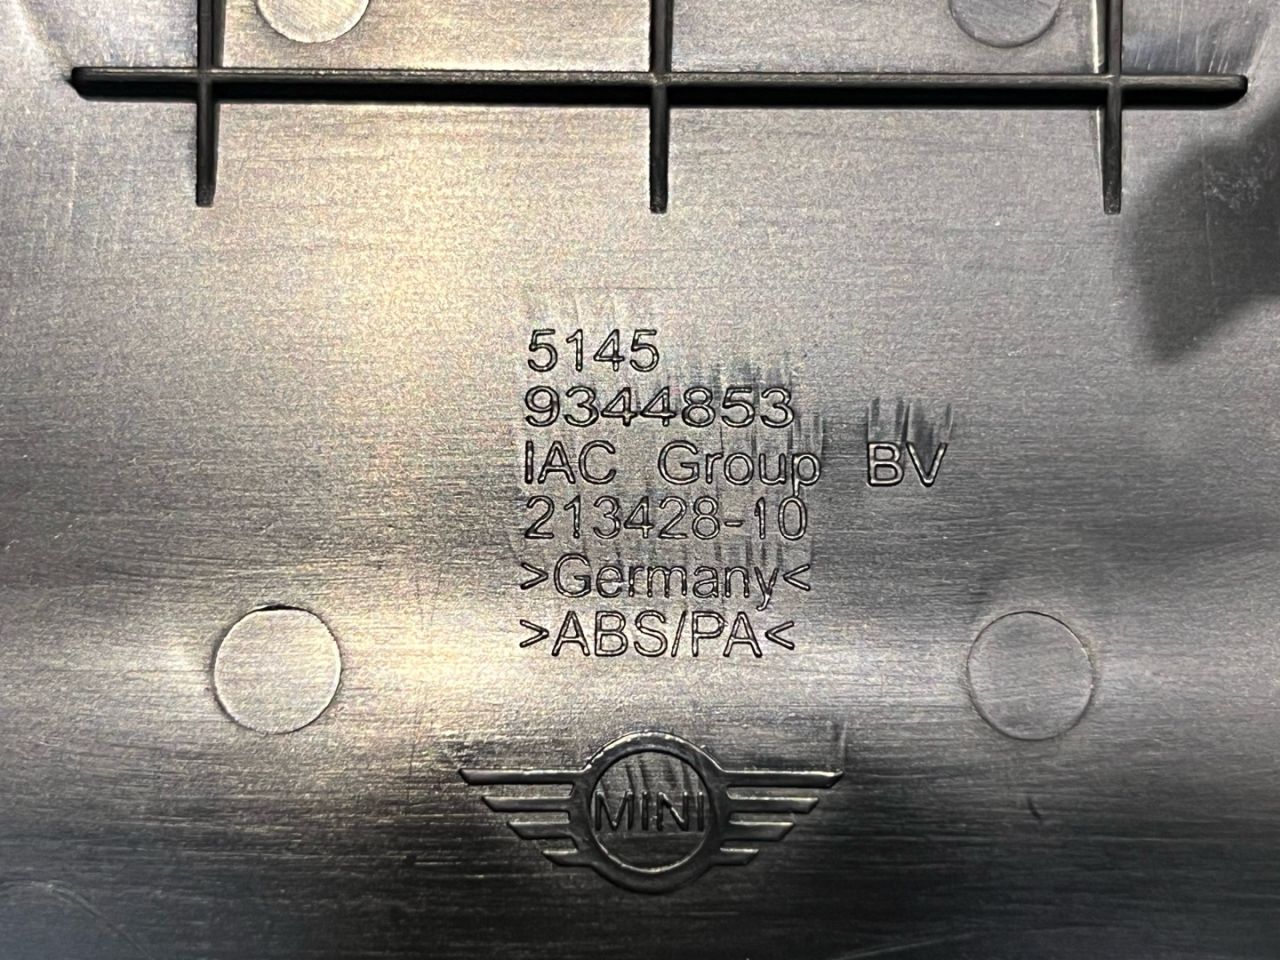 5145
9344853
IAC Group BV
213428-10
>Germany<
>ABS/PA<
MINI